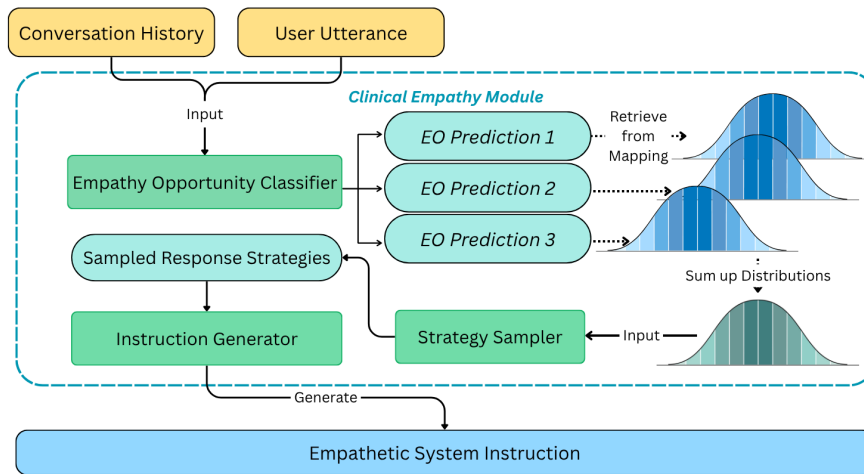 Conversation History
User Utterance
Clinical Empathy Module
Input
Empathy Opportunity Classifier
EO Prediction 1
EO Prediction 2
EO Prediction 3
Retrieve
from
Mapping
Sum up Distributions
Sampled Response Strategies
Instruction Generator
Strategy Sampler
Input
Generate
Empathetic System Instruction